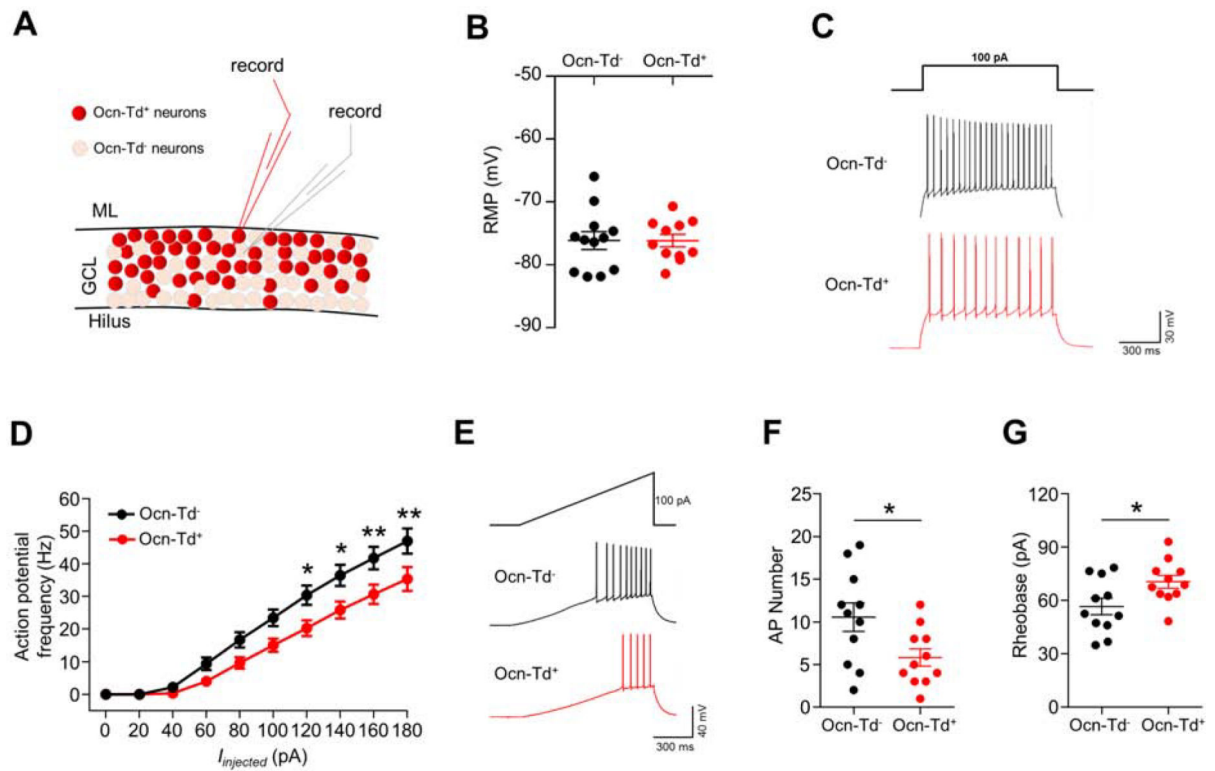 A
record
record
Ocn-Td⁺ neurons
Ocn-Td⁻ neurons
ML
GCL
Hilus
B
Ocn-Td⁻ Ocn-Td⁺
-50
-60
-70
-80
-90
RMP (mV)
C
100 pA
Ocn-Td⁻
Ocn-Td⁺
30 mV
300 ms
D
Ocn-Td⁻
Ocn-Td⁺
Action potential
frequency (Hz)
60
50
40
30
20
10
0
* * ** **
0 20 40 60 80 100 120 140 160 180
Iinjected (pA)
E
100 pA
Ocn-Td⁻
Ocn-Td⁺
40 mV
300 ms
F
*
AP Number
25
20
15
10
5
0
Ocn-Td⁻ Ocn-Td⁺
G
*
Rheobase (pA)
120
90
60
30
0
Ocn-Td⁻ Ocn-Td⁺